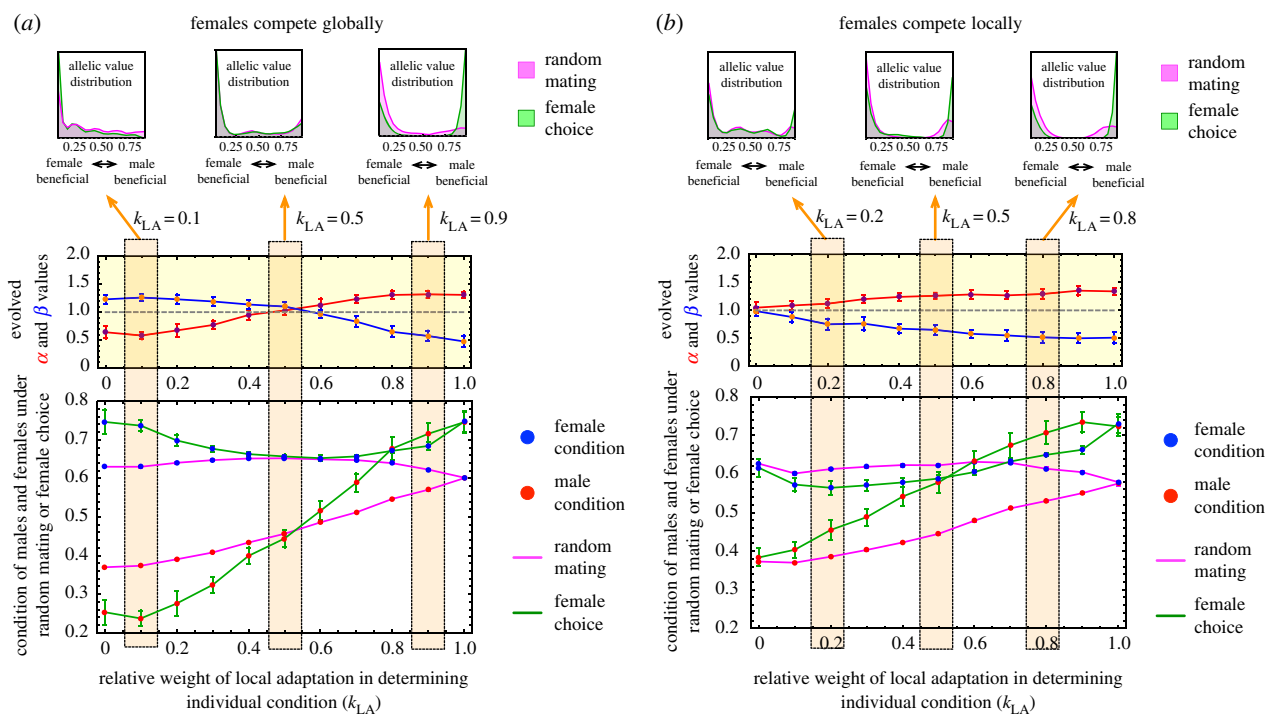 (a)
females compete globally
allelic value
distribution
0.25 0.50 0.75
female
beneficial
male
beneficial
allelic value
distribution
0.25 0.50 0.75
female
beneficial
male
beneficial
allelic value
distribution
0.25 0.50 0.75
female
beneficial
male
beneficial
random
mating
female
choice
k_LA = 0.1
k_LA = 0.5
k_LA = 0.9
evolved
α and β values
2.0
1.5
1.0
0.5
0
0 0.2 0.4 0.6 0.8 1.0
condition of males and females under
random mating or female choice
0.8
0.7
0.6
0.5
0.4
0.3
0.2
0 0.2 0.4 0.6 0.8 1.0
female
condition
male
condition
random
mating
female
choice
relative weight of local adaptation in determining
individual condition (k_LA)
(b)
females compete locally
allelic value
distribution
0.25 0.50 0.75
female
beneficial
male
beneficial
allelic value
distribution
0.25 0.50 0.75
female
beneficial
male
beneficial
allelic value
distribution
0.25 0.50 0.75
female
beneficial
male
beneficial
random
mating
female
choice
k_LA = 0.2
k_LA = 0.5
k_LA = 0.8
evolved
α and β values
2.0
1.5
1.0
0.5
0
0 0.2 0.4 0.6 0.8 1.0
condition of males and females under
random mating or female choice
0.8
0.7
0.6
0.5
0.4
0.3
0.2
0 0.2 0.4 0.6 0.8 1.0
female
condition
male
condition
random
mating
female
choice
relative weight of local adaptation in determining
individual condition (k_LA)